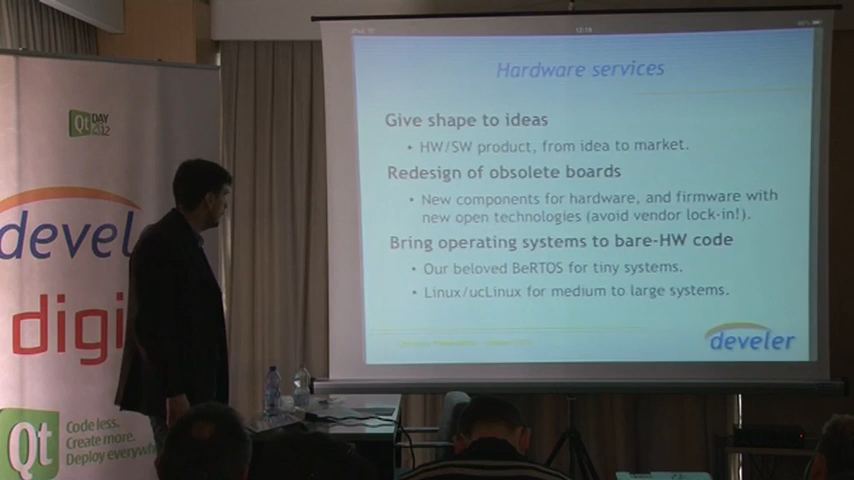 Qt DAY 2012
devel
digi
Qt
Code less.
Create more.
Deploy everywh
12:19
Hardware services
Give shape to ideas
• HW/SW product, from idea to market.
Redesign of obsolete boards
• New components for hardware, and firmware with
new open technologies (avoid vendor lock-in!).
Bring operating systems to bare-HW code
• Our beloved BeRTOS for tiny systems.
• Linux/ucLinux for medium to large systems.
develer